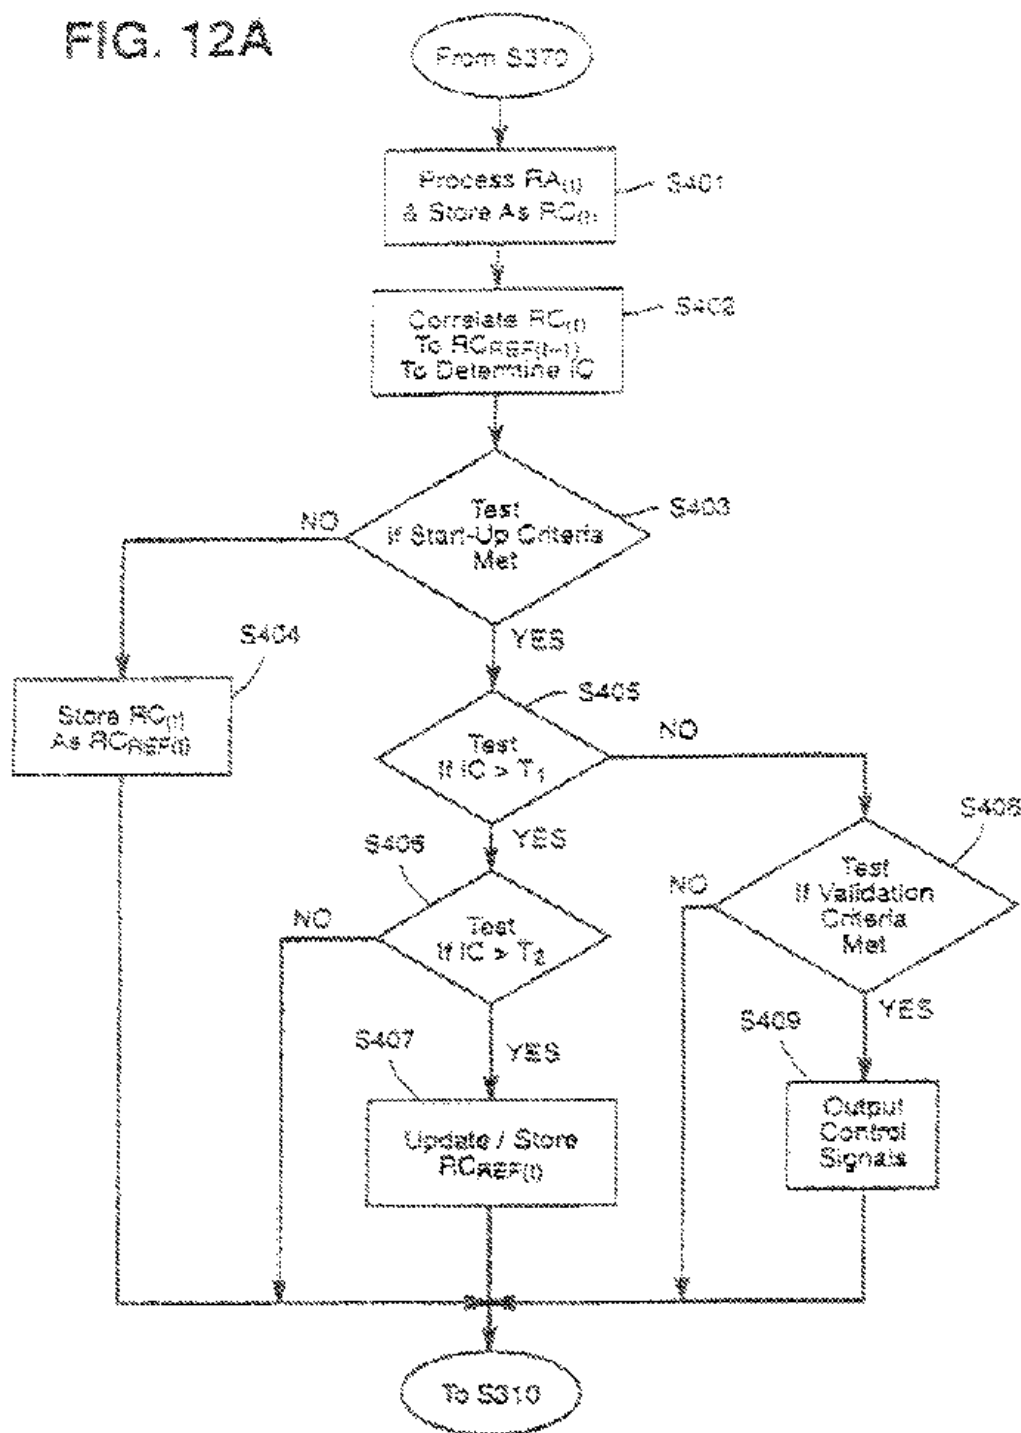 FIG. 12A
From S370
Process RA(t)
& Store As RC(t)
S401
Correlate RC(t)
To RCREF(t-1)
To Determine IC
S402
Test
If Start-Up Criteria
Met
S403
NO
YES
S404
Store RC(t)
As RCREF(t)
S405
Test
If IC > T1
NO
YES
S406
Test
If IC > T2
NO
YES
S408
Test
If Validation
Criteria
Met
NO
YES
S407
Update / Store
RCREF(t)
S409
Output
Control
Signals
To S310